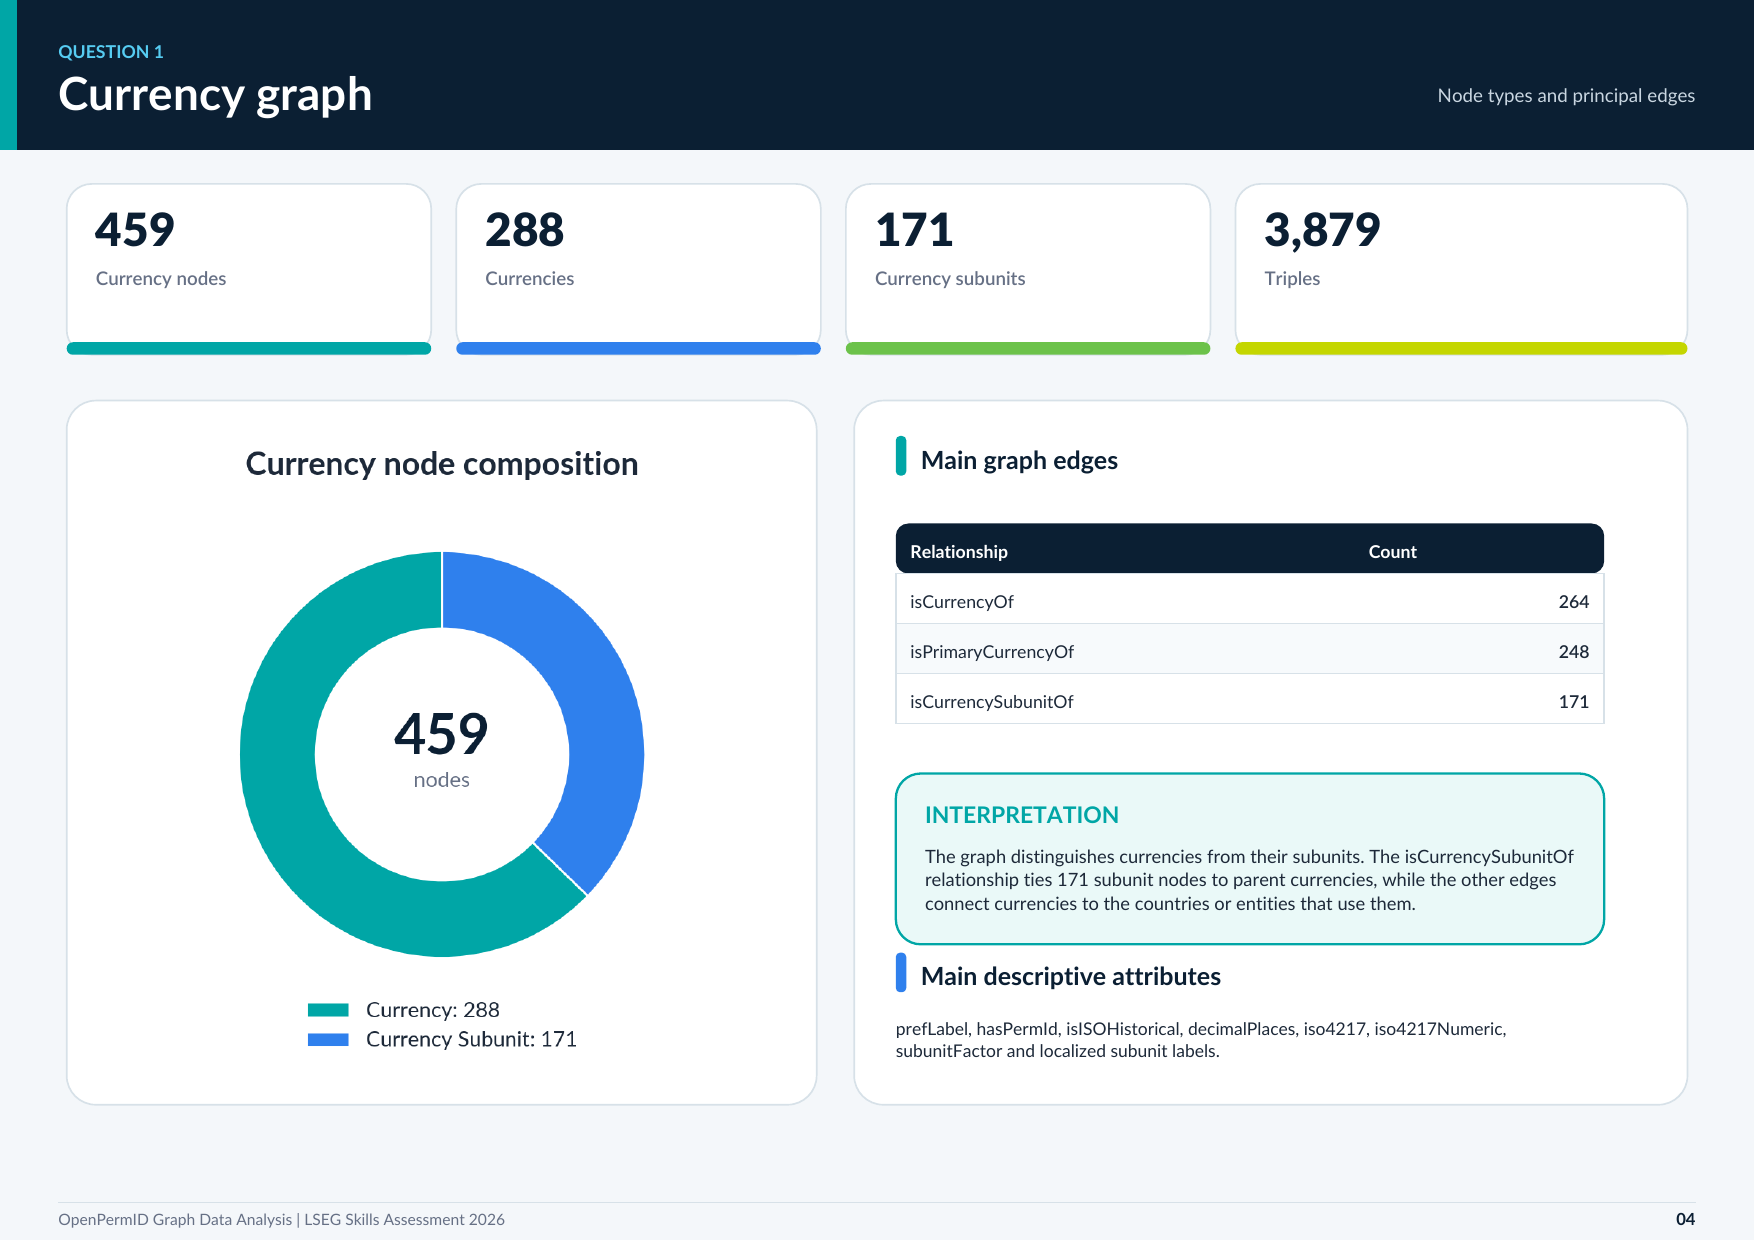 QUESTION 1
Currency graph
Node types and principal edges
459
Currency nodes
288
Currencies
171
Currency subunits
3,879
Triples
Currency node composition
459
nodes
Currency: 288
Currency Subunit: 171
Main graph edges
Relationship Count
isCurrencyOf 264
isPrimaryCurrencyOf 248
isCurrencySubunitOf 171
INTERPRETATION
The graph distinguishes currencies from their subunits. The isCurrencySubunitOf
relationship ties 171 subunit nodes to parent currencies, while the other edges
connect currencies to the countries or entities that use them.
Main descriptive attributes
prefLabel, hasPermId, isISOHistorical, decimalPlaces, iso4217, iso4217Numeric,
subunitFactor and localized subunit labels.
OpenPermID Graph Data Analysis | LSEG Skills Assessment 2026
04